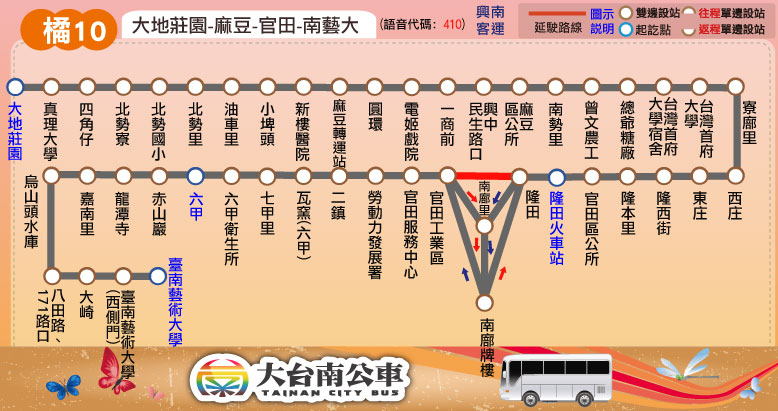 橘10
大地莊園-麻豆-官田-南藝大
(語音代碼：410)
興南
客運
延駛路線
圖示
說明
雙邊設站
起訖點
往程單邊設站
返程單邊設站
大地莊園
真理大學
四角仔
北勢寮
北勢國小
北勢里
油車里
小埤頭
新樓醫院
麻豆轉運站
圓環
電姬戲院
一商前
興中
民生路口
麻豆
區公所
南勢里
曾文農工
總爺糖廠
台灣首府
大學宿舍
台灣首府
大學
寮廍里
烏山頭水庫
嘉南里
龍潭寺
赤山巖
六甲
六甲衛生所
七甲里
瓦窯(六甲)
二鎮
勞動力發展署
官田服務中心
官田工業區
南廍里
隆田
隆田火車站
官田區公所
隆本里
隆西街
東庄
西庄
八田路、
171路口
大崎
臺南藝術大學
(西側門)
臺南藝術大學
南廍牌樓
大台南公車
TAINAN CITY BUS